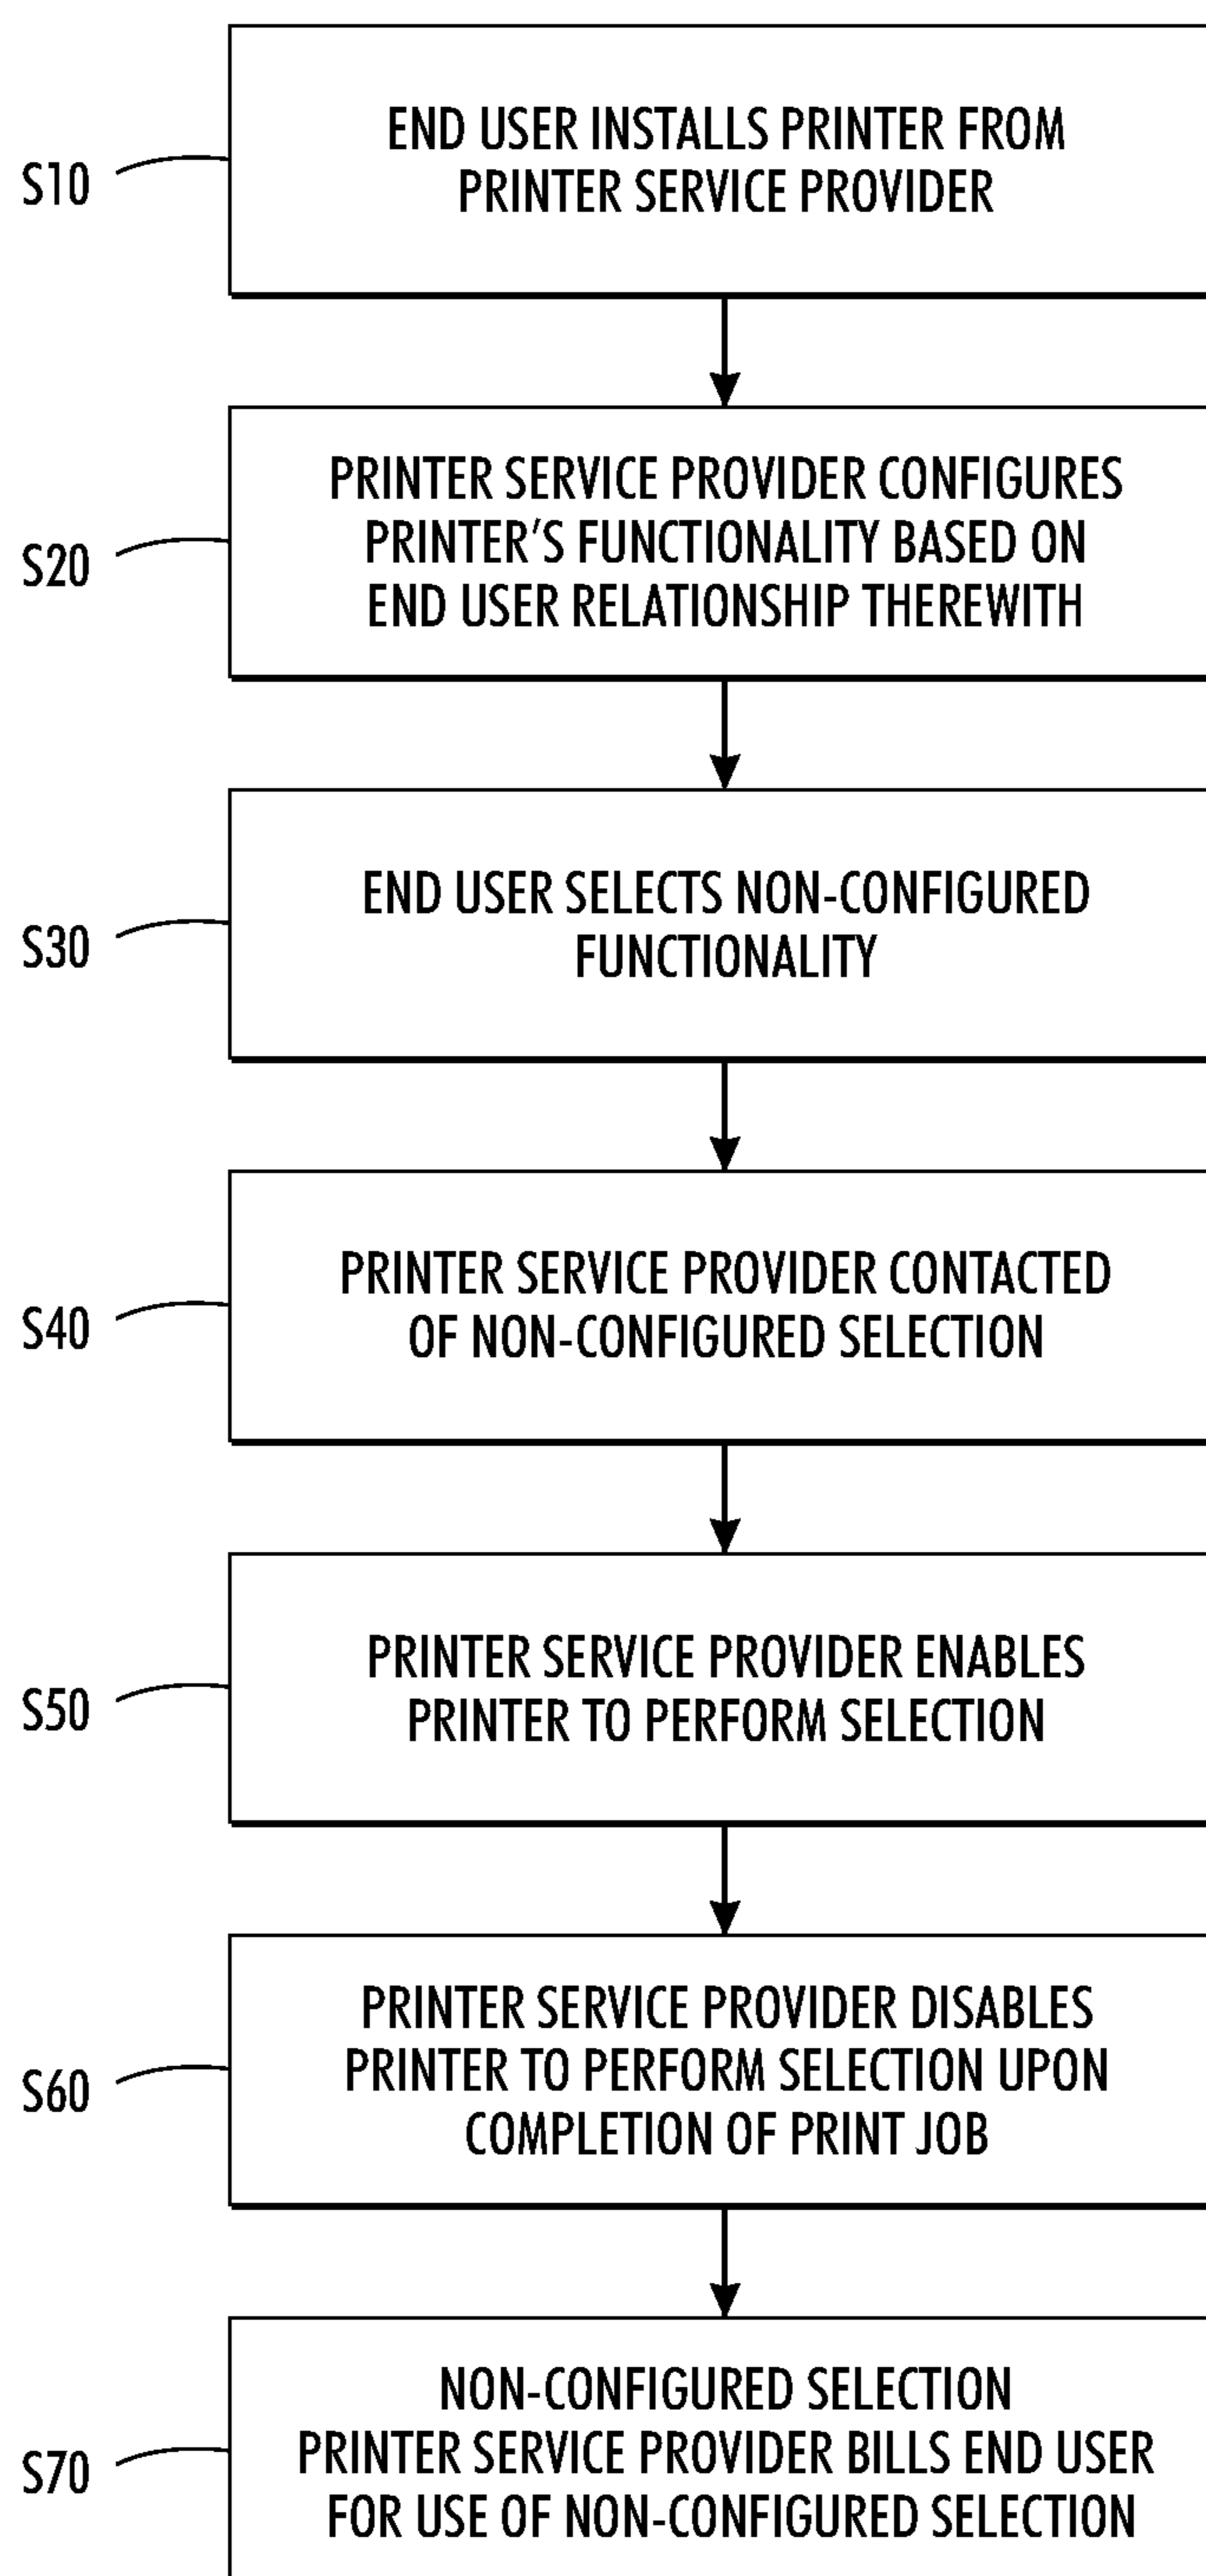 S10
END USER INSTALLS PRINTER FROM
PRINTER SERVICE PROVIDER
S20
PRINTER SERVICE PROVIDER CONFIGURES
PRINTER'S FUNCTIONALITY BASED ON
END USER RELATIONSHIP THEREWITH
S30
END USER SELECTS NON-CONFIGURED
FUNCTIONALITY
S40
PRINTER SERVICE PROVIDER CONTACTED
OF NON-CONFIGURED SELECTION
S50
PRINTER SERVICE PROVIDER ENABLES
PRINTER TO PERFORM SELECTION
S60
PRINTER SERVICE PROVIDER DISABLES
PRINTER TO PERFORM SELECTION UPON
COMPLETION OF PRINT JOB
S70
NON-CONFIGURED SELECTION
PRINTER SERVICE PROVIDER BILLS END USER
FOR USE OF NON-CONFIGURED SELECTION